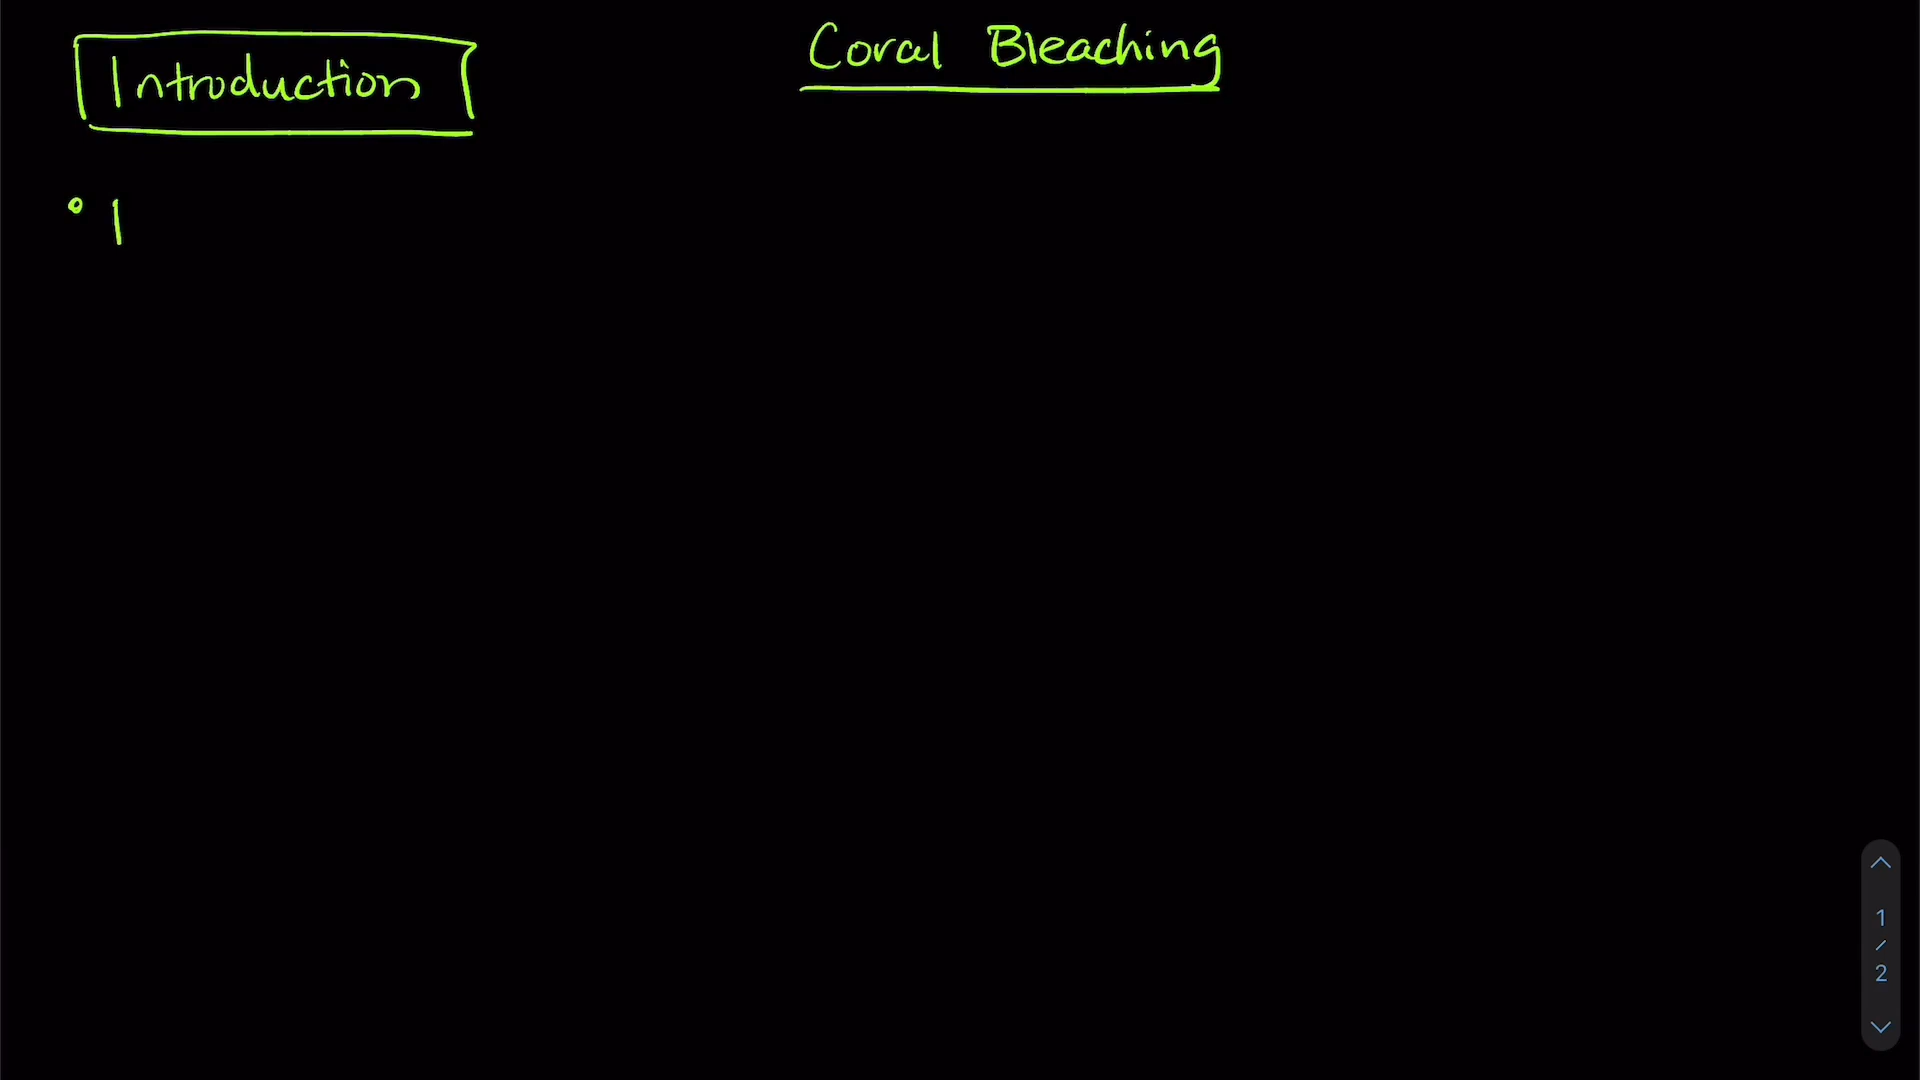 Coral Bleaching
Introduction
• I
1
/
2